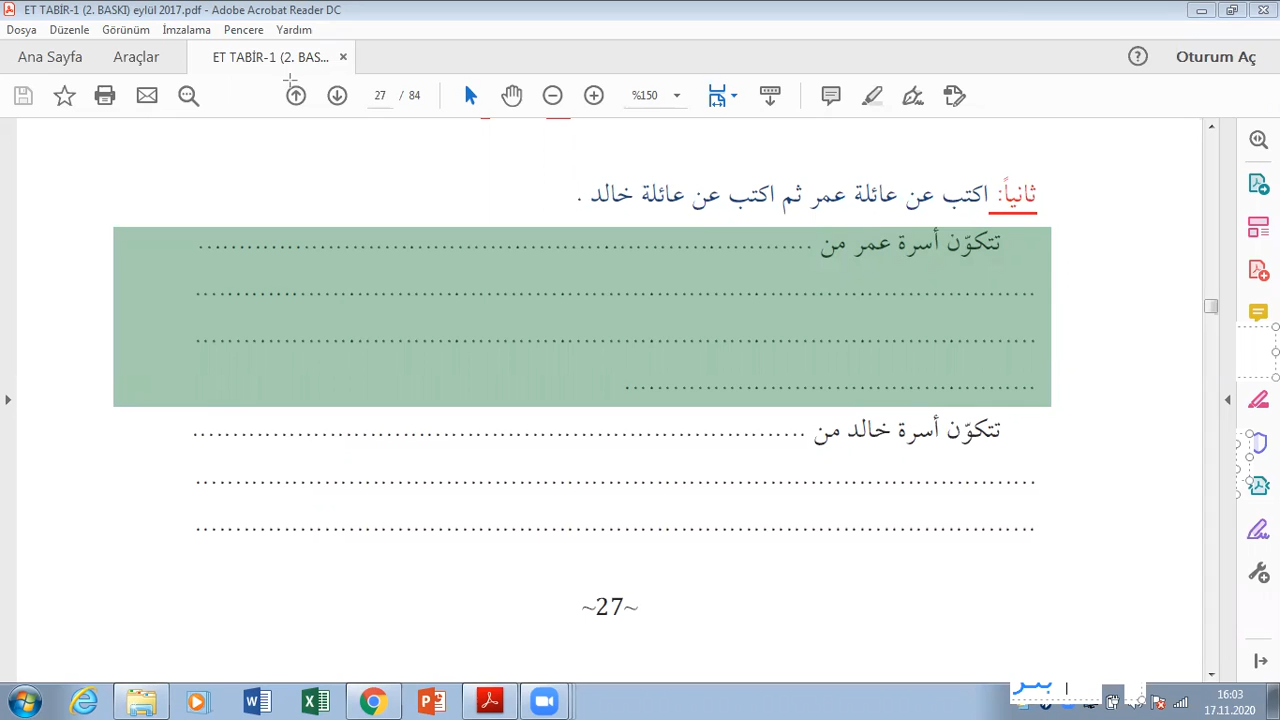 ET TABİR-1 (2. BASKI) eylül 2017.pdf - Adobe Acrobat Reader DC
Dosya Düzenle Görünüm İmzalama Pencere Yardım
Ana Sayfa Araçlar ET TABİR-1 (2. BAS... × Oturum Aç
27 / 84 %150
ثانياً: اكتب عن عائلة عمر ثم اكتب عن عائلة خالد .
تتكوّن أسرة عمر من ......................................................................
................................................................................................
................................................................................................
...............................................
تتكوّن أسرة خالد من ......................................................................
................................................................................................
................................................................................................
~27~
16:03
17.11.2020